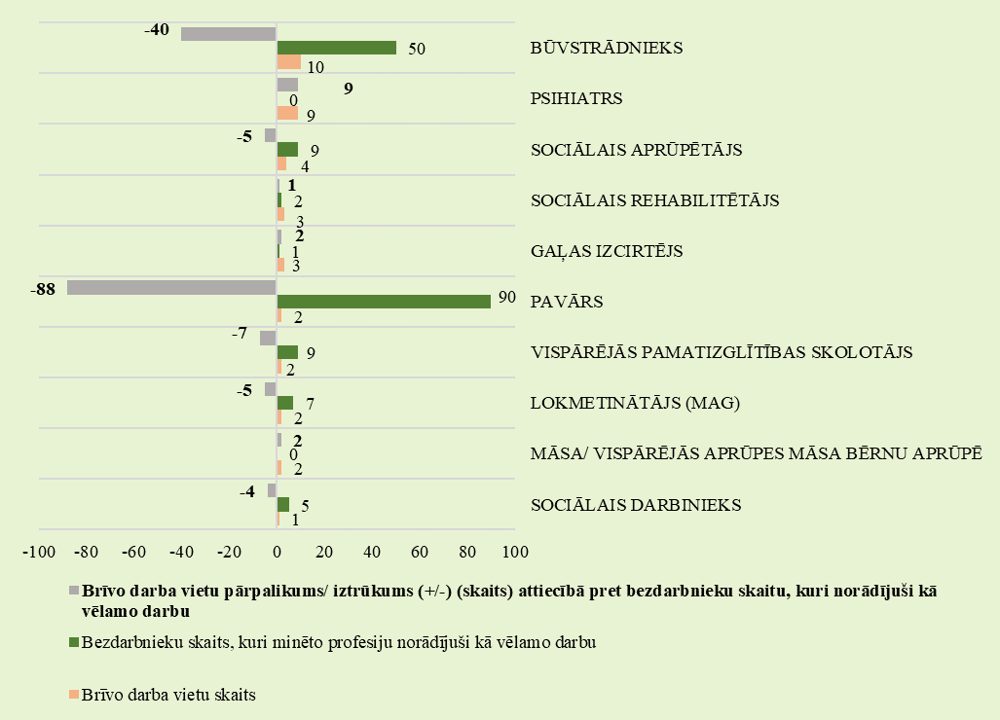 -40
50
BŪVSTRĀDNIEKS
10
9
0
PSIHIATRS
9
-5
9
SOCIĀLAIS APRŪPĒTĀJS
4
1
2
SOCIĀLAIS REHABILITĒTĀJS
3
2
1
GAĻAS IZCIRTĒJS
3
-88
90
PAVĀRS
2
-7
9
VISPĀRĒJĀS PAMATIZGLĪTĪBAS SKOLOTĀJS
2
-5
7
LOKMETINĀTĀJS (MAG)
2
2
0
MĀSA/ VISPĀRĒJĀS APRŪPES MĀSA BĒRNU APRŪPĒ
2
-4
5
SOCIĀLAIS DARBINIEKS
1
-100 -80 -60 -40 -20 0 20 40 60 80 100
Brīvo darba vietu pārpalikums/ iztrūkums (+/-) (skaits) attiecībā pret bezdarbnieku skaitu, kuri norādījuši kā
vēlamo darbu
Bezdarbnieku skaits, kuri minēto profesiju norādījuši kā vēlamo darbu
Brīvo darba vietu skaits